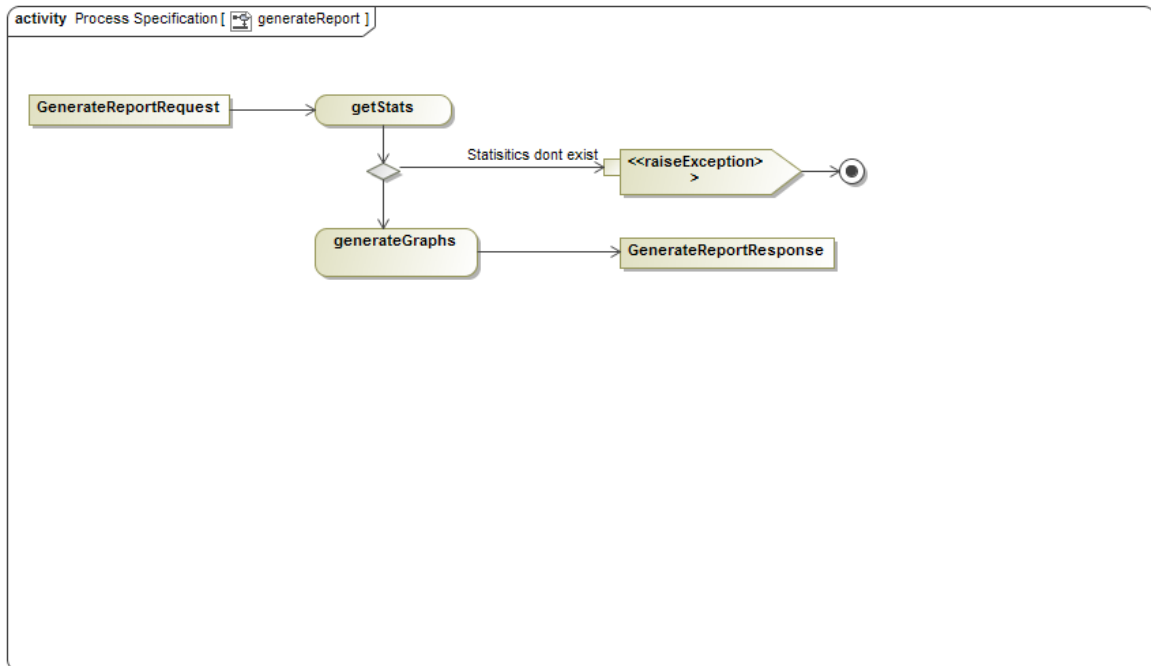 activity Process Specification [ generateReport ]
GenerateReportRequest
getStats
Statisitics dont exist
<<raiseException>
>
generateGraphs
GenerateReportResponse